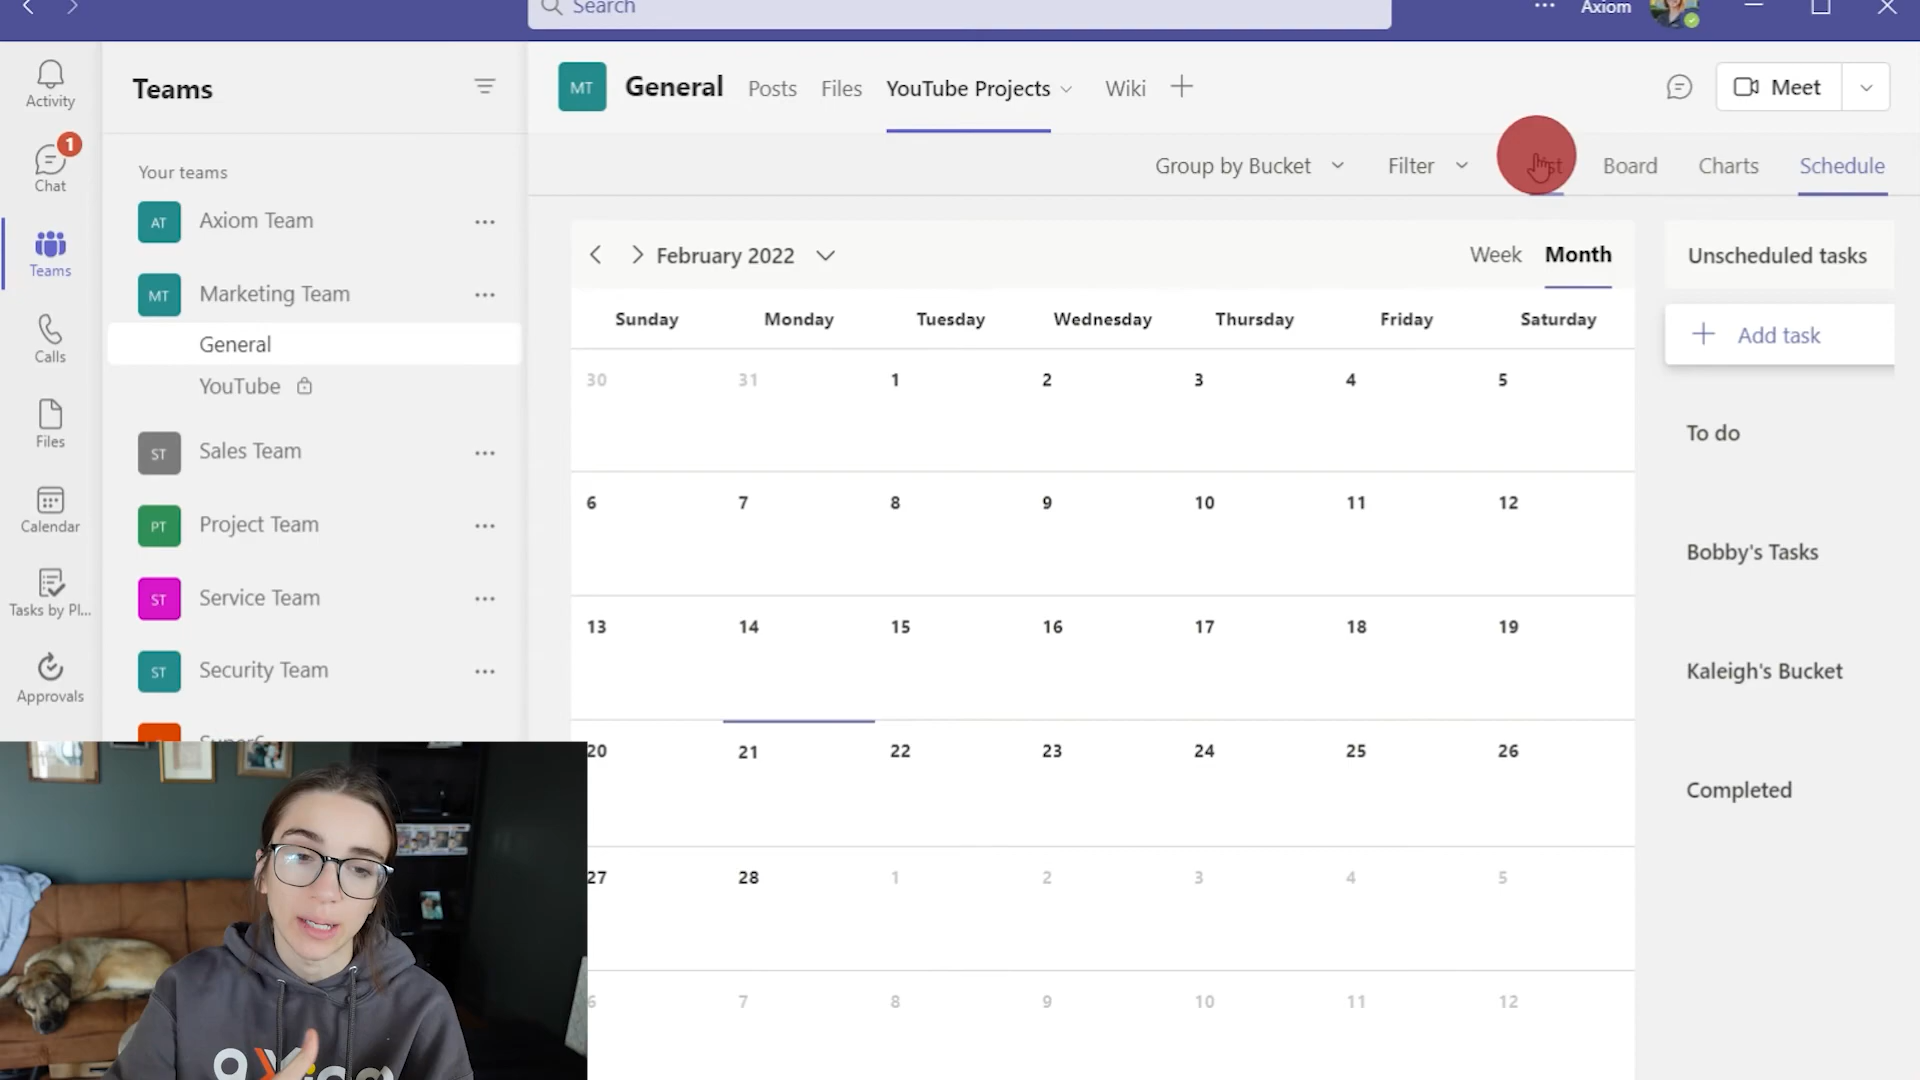 Search
Axiom
Activity
1
Chat
Teams
Calls
Files
Calendar
Tasks by Pl...
Approvals
Teams
Your teams
AT Axiom Team
MT Marketing Team
General
YouTube
ST Sales Team
PT Project Team
ST Service Team
ST Security Team
MT General Posts Files YouTube Projects Wiki
Meet
Group by Bucket Filter Board Charts Schedule
February 2022 Week Month
Sunday Monday Tuesday Wednesday Thursday Friday Saturday
30 31 1 2 3 4 5
6 7 8 9 10 11 12
13 14 15 16 17 18 19
20 21 22 23 24 25 26
27 28 1 2 3 4 5
6 7 8 9 10 11 12
Unscheduled tasks
Add task
To do
Bobby's Tasks
Kaleigh's Bucket
Completed